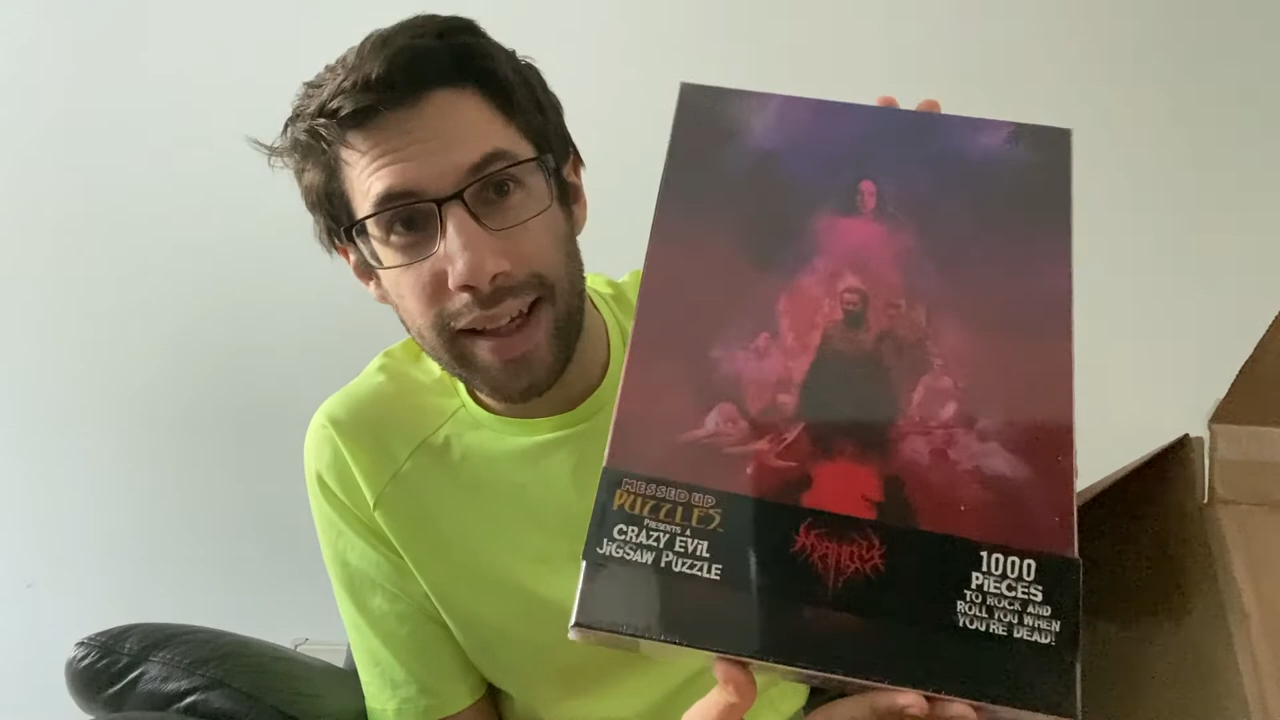 MESSED UP
PUZZLES
PRESENTS A
CRAZY EViL
JiGSAW PUZZLE
MANDY
1000
PiECES
TO ROCK AND
ROLL YOU WHEN
YOU'RE DEAD!